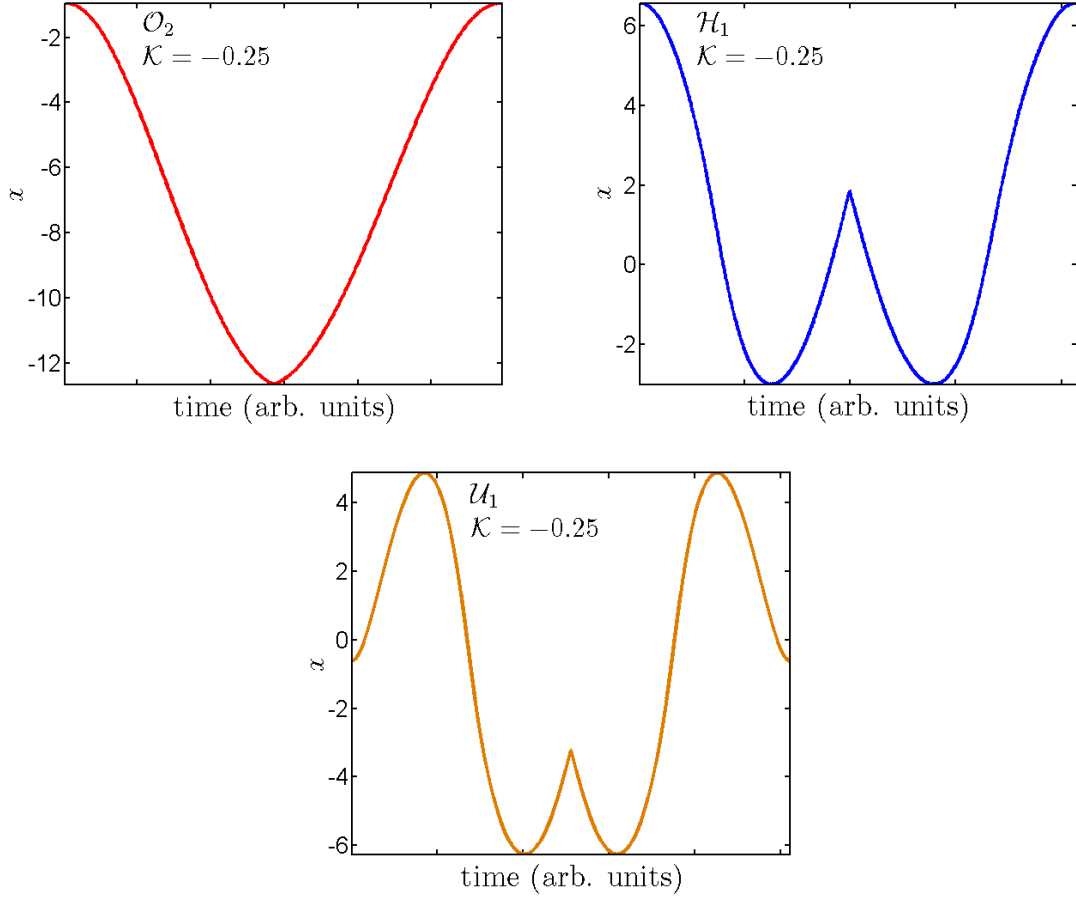 𝒪₂
𝒦 = −0.25
-2
-4
-6
-8
-10
-12
x
time (arb. units)
ℋ₁
𝒦 = −0.25
6
4
2
0
-2
x
time (arb. units)
𝒰₁
𝒦 = −0.25
4
2
0
-2
-4
-6
x
time (arb. units)